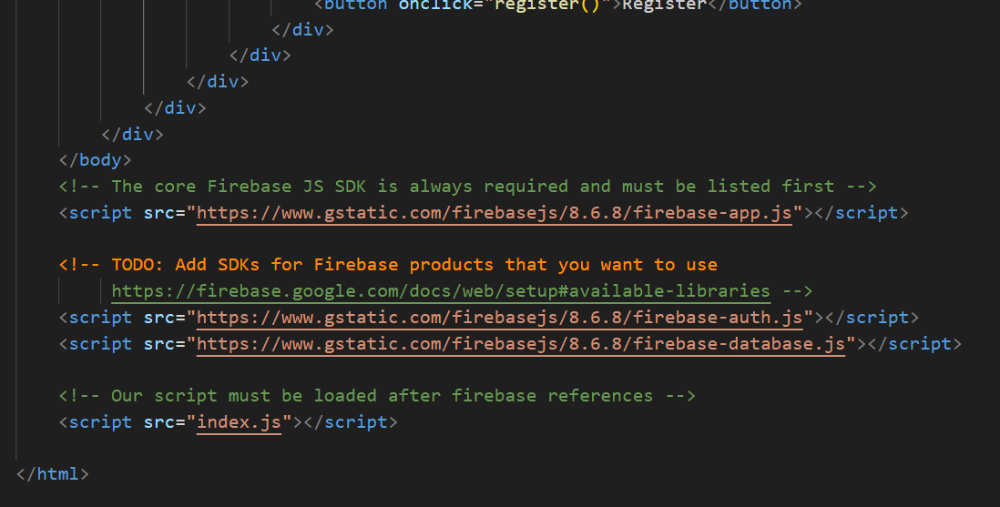 <button onclick="register()">Register</button>
</div>
</div>
</div>
</div>
</div>
</body>
<!-- The core Firebase JS SDK is always required and must be listed first -->
<script src="https://www.gstatic.com/firebasejs/8.6.8/firebase-app.js"></script>
<!-- TODO: Add SDKs for Firebase products that you want to use
https://firebase.google.com/docs/web/setup#available-libraries -->
<script src="https://www.gstatic.com/firebasejs/8.6.8/firebase-auth.js"></script>
<script src="https://www.gstatic.com/firebasejs/8.6.8/firebase-database.js"></script>
<!-- Our script must be loaded after firebase references -->
<script src="index.js"></script>
</html>